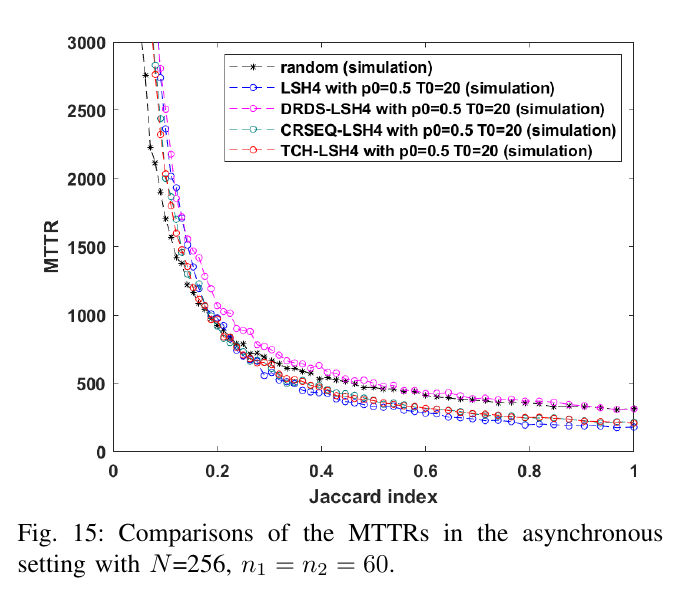 3000
2500
2000
1500
1000
500
0
MTTR
random (simulation)
LSH4 with p0=0.5 T0=20 (simulation)
DRDS-LSH4 with p0=0.5 T0=20 (simulation)
CRSEQ-LSH4 with p0=0.5 T0=20 (simulation)
TCH-LSH4 with p0=0.5 T0=20 (simulation)
0 0.2 0.4 0.6 0.8 1
Jaccard index
Fig. 15: Comparisons of the MTTRs in the asynchronous
setting with N=256, n₁ = n₂ = 60.